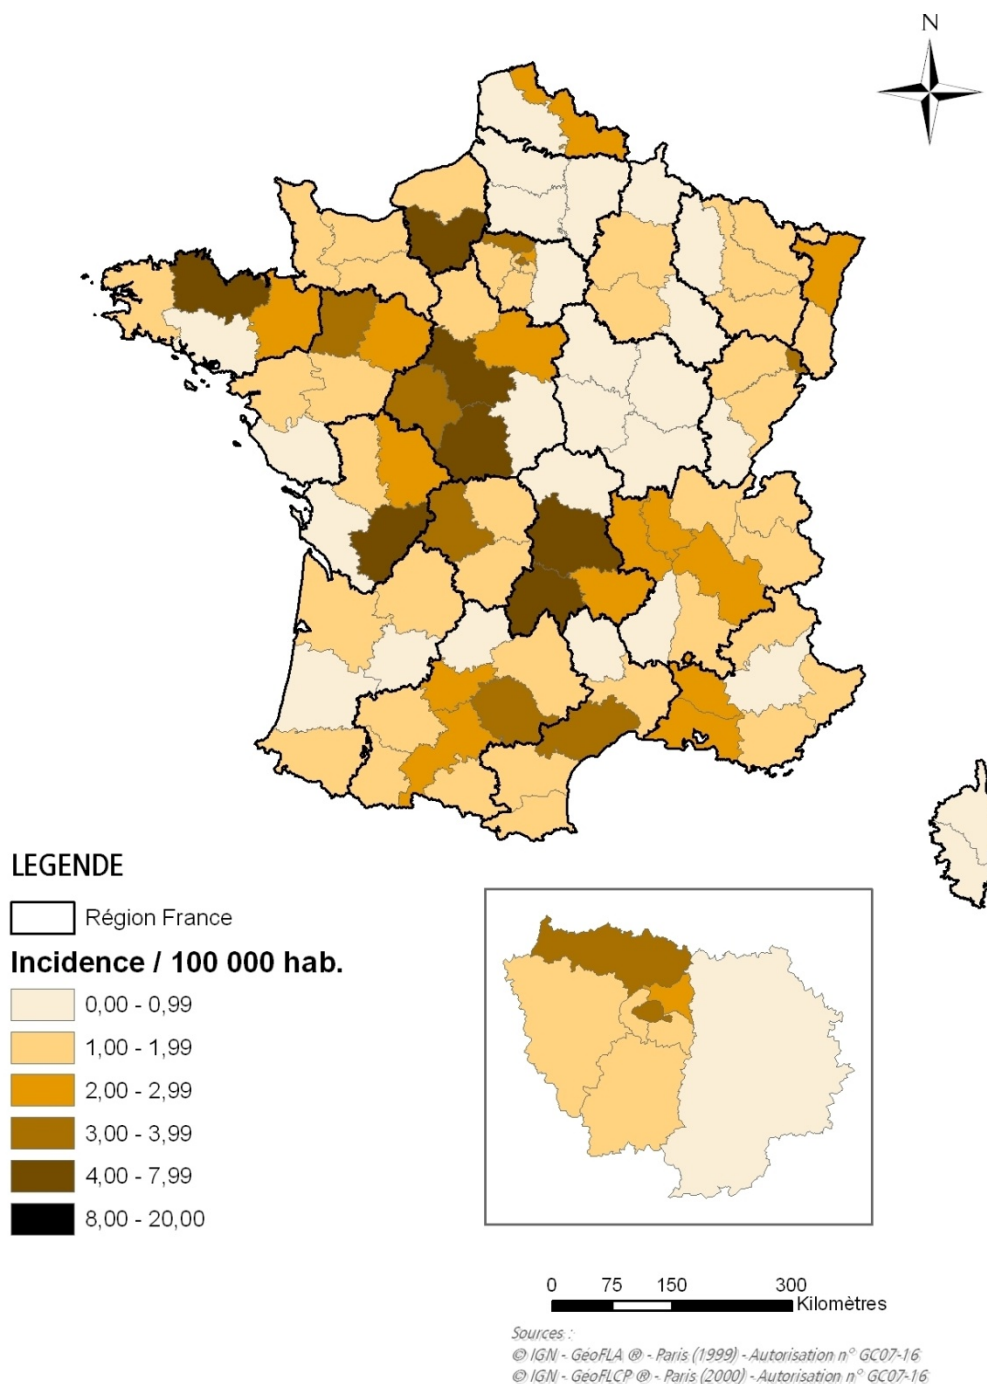 N
LEGENDE
Région France
Incidence / 100 000 hab.
0,00 - 0,99
1,00 - 1,99
2,00 - 2,99
3,00 - 3,99
4,00 - 7,99
8,00 - 20,00
0 75 150 300
Kilomètres
Sources :
© IGN - GéoFLA ® - Paris (1999) - Autorisation n° GC07-16
© IGN - GéoFLCP ® - Paris (2000) - Autorisation n° GC07-16